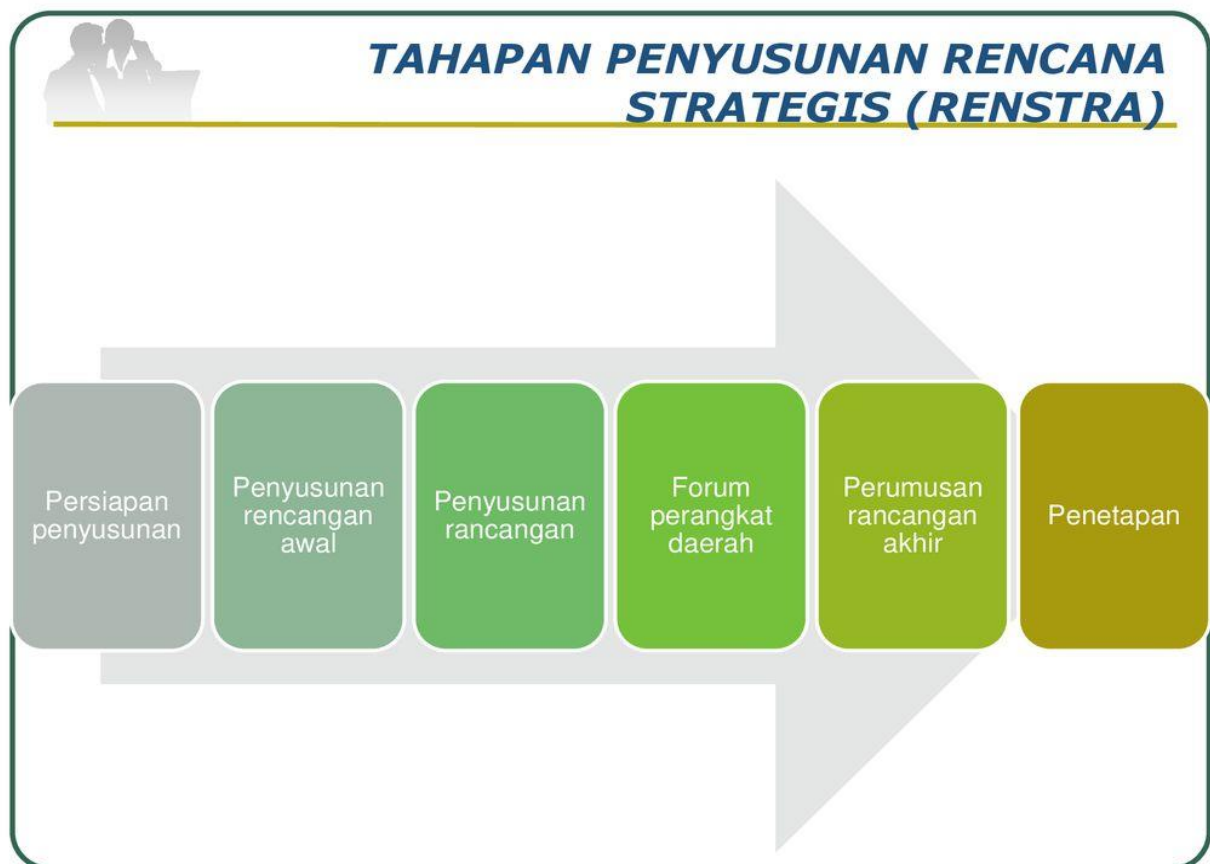 TAHAPAN PENYUSUNAN RENCANA
STRATEGIS (RENSTRA)
Persiapan
penyusunan
Penyusunan
rencangan
awal
Penyusunan
rancangan
Forum
perangkat
daerah
Perumusan
rancangan
akhir
Penetapan